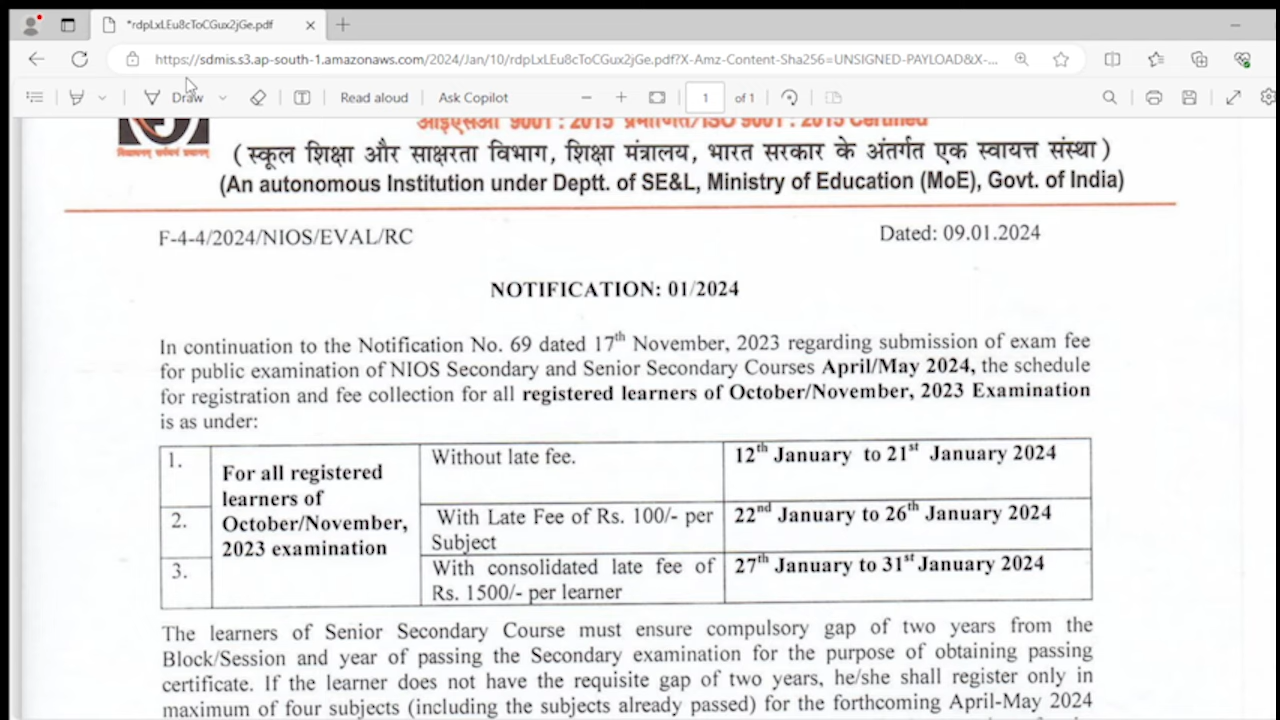 *rdpLxLEu8cToCGux2jGe.pdf
https://sdmis.s3.ap-south-1.amazonaws.com/2024/Jan/10/rdpLxLEu8cToCGux2jGe.pdf?X-Amz-Content-Sha256=UNSIGNED-PAYLOAD&X-...
Draw Read aloud Ask Copilot 1 of 1
आईएसओ 9001 : 2015 प्रमाणित/ISO 9001 : 2015 Certified
(स्कूल शिक्षा और साक्षरता विभाग, शिक्षा मंत्रालय, भारत सरकार के अंतर्गत एक स्वायत्त संस्था)
(An autonomous Institution under Deptt. of SE&L, Ministry of Education (MoE), Govt. of India)
F-4-4/2024/NIOS/EVAL/RC Dated: 09.01.2024
NOTIFICATION: 01/2024
In continuation to the Notification No. 69 dated 17th November, 2023 regarding submission of exam fee
for public examination of NIOS Secondary and Senior Secondary Courses April/May 2024, the schedule
for registration and fee collection for all registered learners of October/November, 2023 Examination
is as under:
1. For all registered learners of October/November, 2023 examination Without late fee. 12th January to 21st January 2024
2. With Late Fee of Rs. 100/- per Subject 22nd January to 26th January 2024
3. With consolidated late fee of Rs. 1500/- per learner 27th January to 31st January 2024
The learners of Senior Secondary Course must ensure compulsory gap of two years from the
Block/Session and year of passing the Secondary examination for the purpose of obtaining passing
certificate. If the learner does not have the requisite gap of two years, he/she shall register only in
maximum of four subjects (including the subjects already passed) for the forthcoming April-May 2024